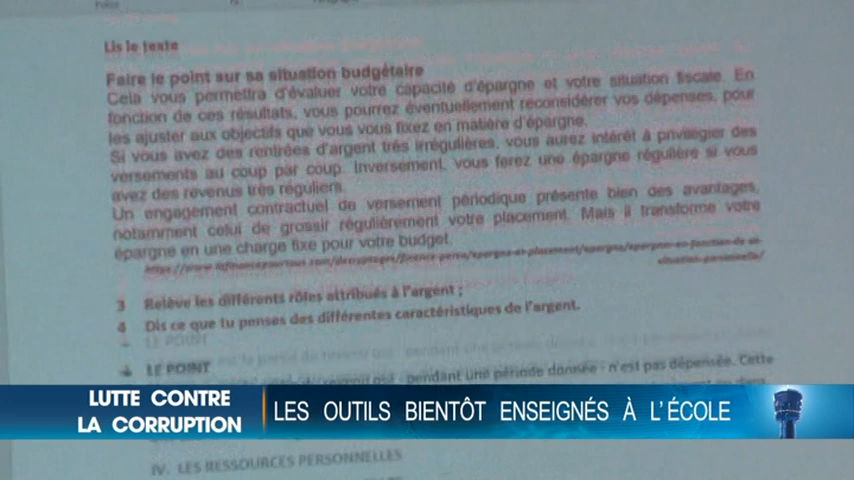 Lis le texte
Faire le point sur sa situation budgétaire
Cela vous permettra d'évaluer votre capacité d'épargne et votre situation fiscale. En
fonction de ces résultats, vous pourrez éventuellement reconsidérer vos dépenses, pour
les ajuster aux objectifs que vous vous fixez en matière d'épargne.
Si vous avez des rentrées d'argent très irrégulières, vous aurez intérêt à privilégier des
versements au coup par coup. Inversement, vous ferez une épargne régulière si vous
avez des revenus très réguliers.
Un engagement contractuel de versement périodique présente bien des avantages,
notamment celui de grossir régulièrement votre placement. Mais il transforme votre
épargne en une charge fixe pour votre budget.
3 Relève les différents rôles attribués à l'argent ;
4 Dis ce que tu penses des différentes caractéristiques de l'argent.
LE POINT
LE POINT
pendant une période donnée - n'est pas dépensée. Cette
LUTTE CONTRE
LA CORRUPTION
LES OUTILS BIENTÔT ENSEIGNÉS À L'ÉCOLE
IV. LES RESSOURCES PERSONNELLES